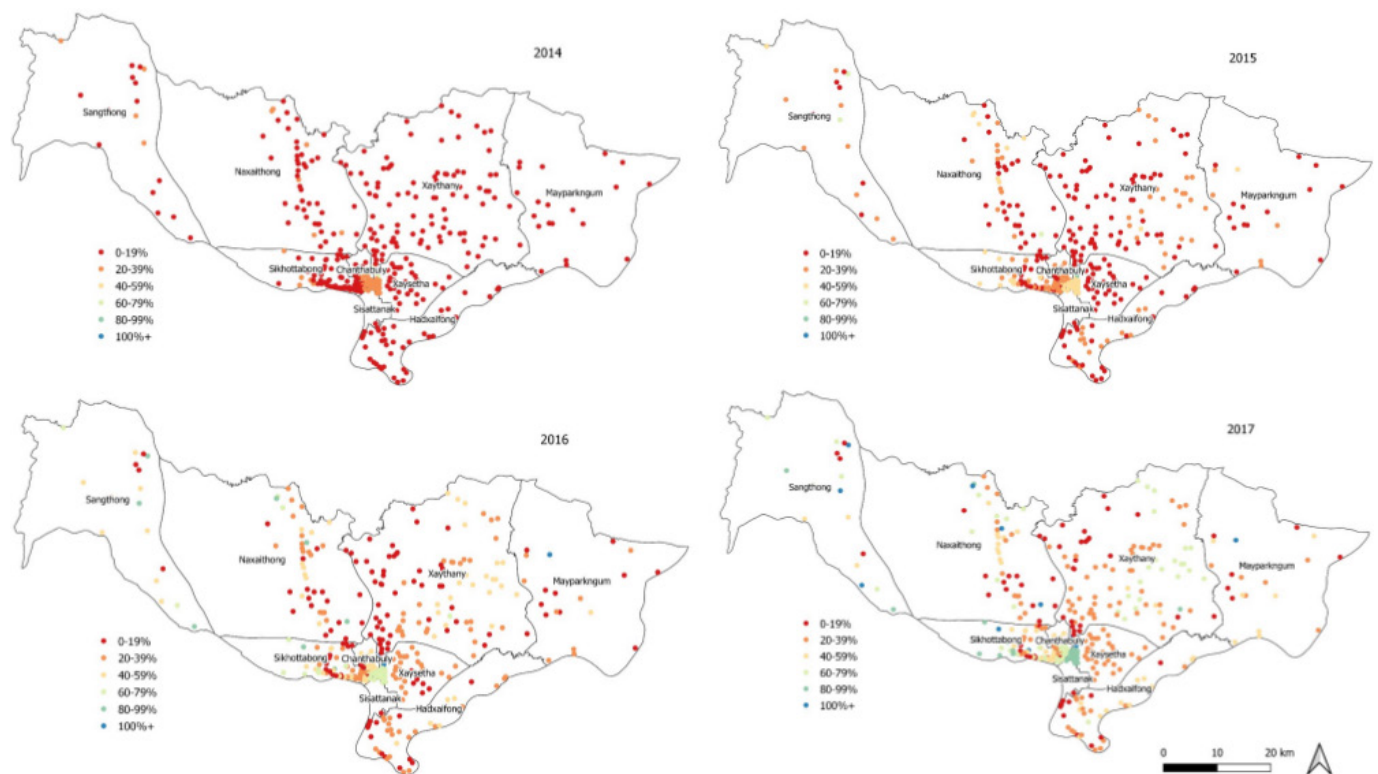 2014
Sangthong
Naxaithong
Xaythany
Mayparkngum
Sikhottabong
Chanthabuly
Xaysetha
Sisattanak
Hadxaifong
0-19%
20-39%
40-59%
60-79%
80-99%
100%+
2015
Sangthong
Naxaithong
Xaythany
Mayparkngum
Sikhottabong
Chanthabuly
Xaysetha
Sisattanak
Hadxaifong
0-19%
20-39%
40-59%
60-79%
80-99%
100%+
2016
Sangthong
Naxaithong
Xaythany
Mayparkngum
Sikhottabong
Chanthabuly
Xaysetha
Sisattanak
Hadxaifong
0-19%
20-39%
40-59%
60-79%
80-99%
100%+
2017
Sangthong
Naxaithong
Xaythany
Mayparkngum
Sikhottabong
Chanthabuly
Xaysetha
Sisattanak
Hadxaifong
0-19%
20-39%
40-59%
60-79%
80-99%
100%+
0 10 20 km